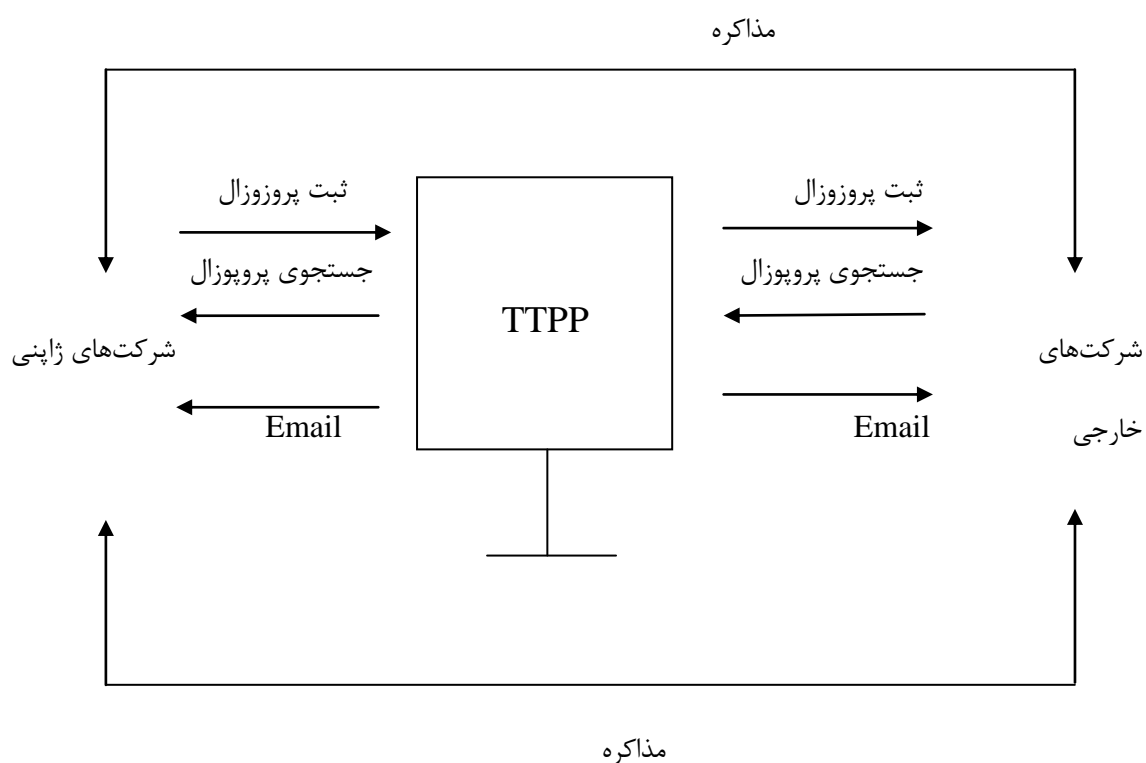 مذاکره
ثبت پروزوزال
ثبت پروزوزال
جستجوی پروپوزال
جستجوی پروپوزال
TTPP
شرکت‌های
خارجی
شرکت‌های ژاپنی
Email
Email
مذاکره